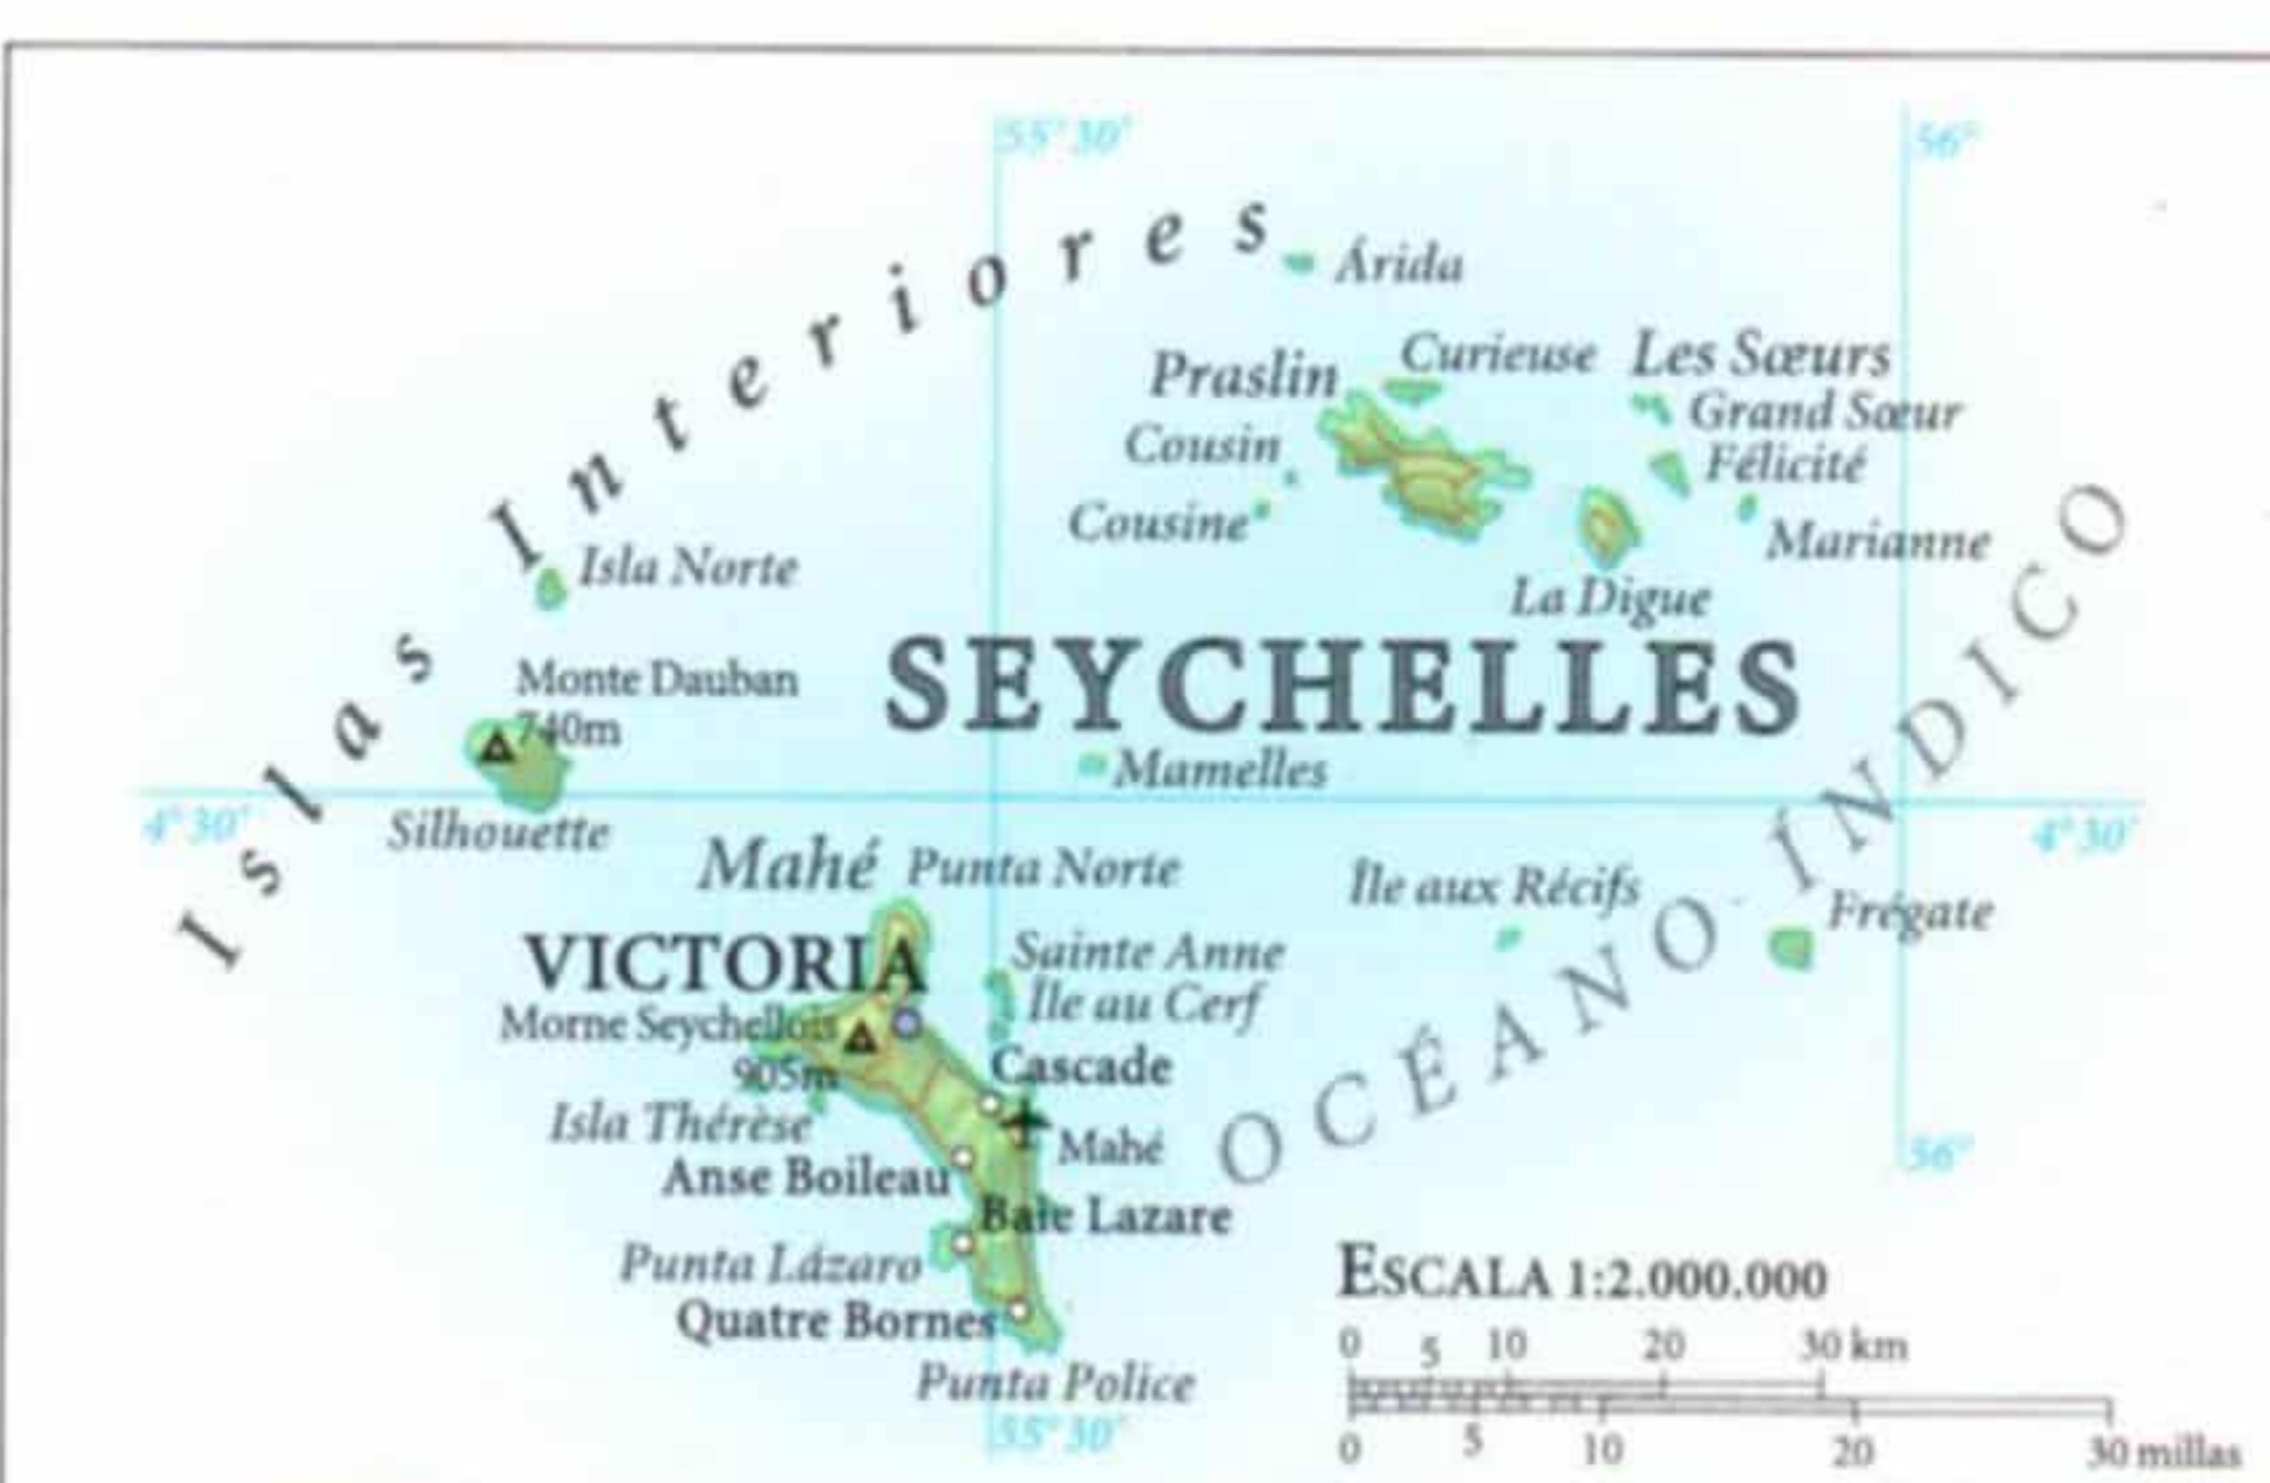 55°30'
56°
Islas Interiores
Árida
Curieuse
Les Sœurs
Praslin
Grand Sœur
Cousin
Félicité
Cousine
Marianne
Isla Norte
La Digue
Monte Dauban
740m
SEYCHELLES
Mamelles
4°30'
4°30'
Silhouette
Mahé
Punta Norte
Île aux Récifs
Frégate
OCÉANO ÍNDICO
VICTORIA
Sainte Anne
Île au Cerf
Morne Seychellois
905m
Cascade
Isla Thérèse
Mahé
Anse Boileau
56°
Baie Lazare
Punta Lázaro
Quatre Bornes
Punta Police
55°30'
ESCALA 1:2.000.000
0 5 10 20 30 km
0 5 10 20 30 millas